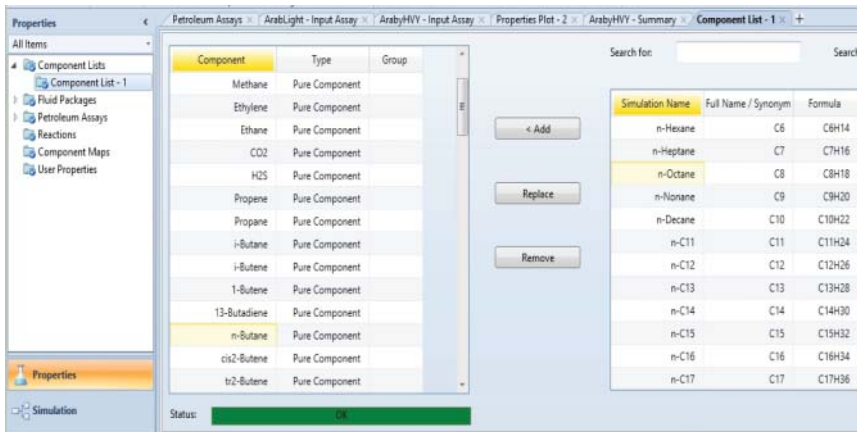 Properties <
All Items
Component Lists
Component List - 1
Fluid Packages
Petroleum Assays
Reactions
Component Maps
User Properties
Properties
Simulation
Petroleum Assays × ArabLight - Input Assay × ArabyHVY - Input Assay × Properties Plot - 2 × ArabyHVY - Summary × Component List - 1 × +
Component Type Group
Methane Pure Component
Ethylene Pure Component
Ethane Pure Component
CO2 Pure Component
H2S Pure Component
Propene Pure Component
Propane Pure Component
i-Butane Pure Component
i-Butene Pure Component
1-Butene Pure Component
13-Butadiene Pure Component
n-Butane Pure Component
cis2-Butene Pure Component
tr2-Butene Pure Component
Status: OK
< Add
Replace
Remove
Search for: Search
Simulation Name Full Name / Synonym Formula
n-Hexane C6 C6H14
n-Heptane C7 C7H16
n-Octane C8 C8H18
n-Nonane C9 C9H20
n-Decane C10 C10H22
n-C11 C11 C11H24
n-C12 C12 C12H26
n-C13 C13 C13H28
n-C14 C14 C14H30
n-C15 C15 C15H32
n-C16 C16 C16H34
n-C17 C17 C17H36